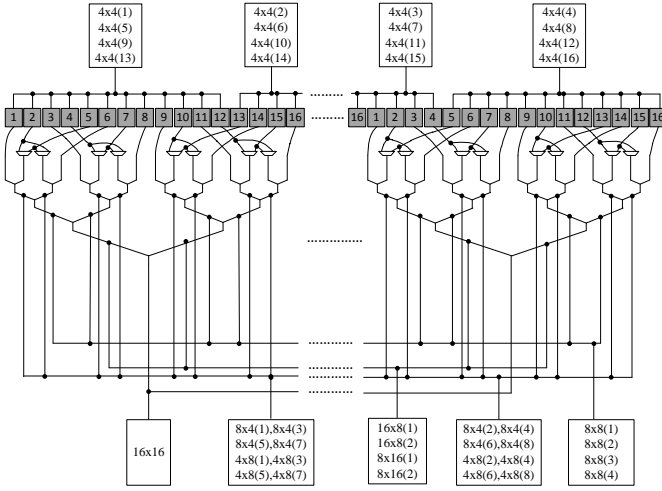 4x4(1)
4x4(5)
4x4(9)
4x4(13)
4x4(2)
4x4(6)
4x4(10)
4x4(14)
4x4(3)
4x4(7)
4x4(11)
4x4(15)
4x4(4)
4x4(8)
4x4(12)
4x4(16)
1 2 3 4 5 6 7 8 9 10 11 12 13 14 15 16
16 1 2 3 4 5 6 7 8 9 10 11 12 13 14 15 16
16x16
8x4(1),8x4(3)
8x4(5),8x4(7)
4x8(1),4x8(3)
4x8(5),4x8(7)
16x8(1)
16x8(2)
8x16(1)
8x16(2)
8x4(2),8x4(4)
8x4(6),8x4(8)
4x8(2),4x8(4)
4x8(6),4x8(8)
8x8(1)
8x8(2)
8x8(3)
8x8(4)